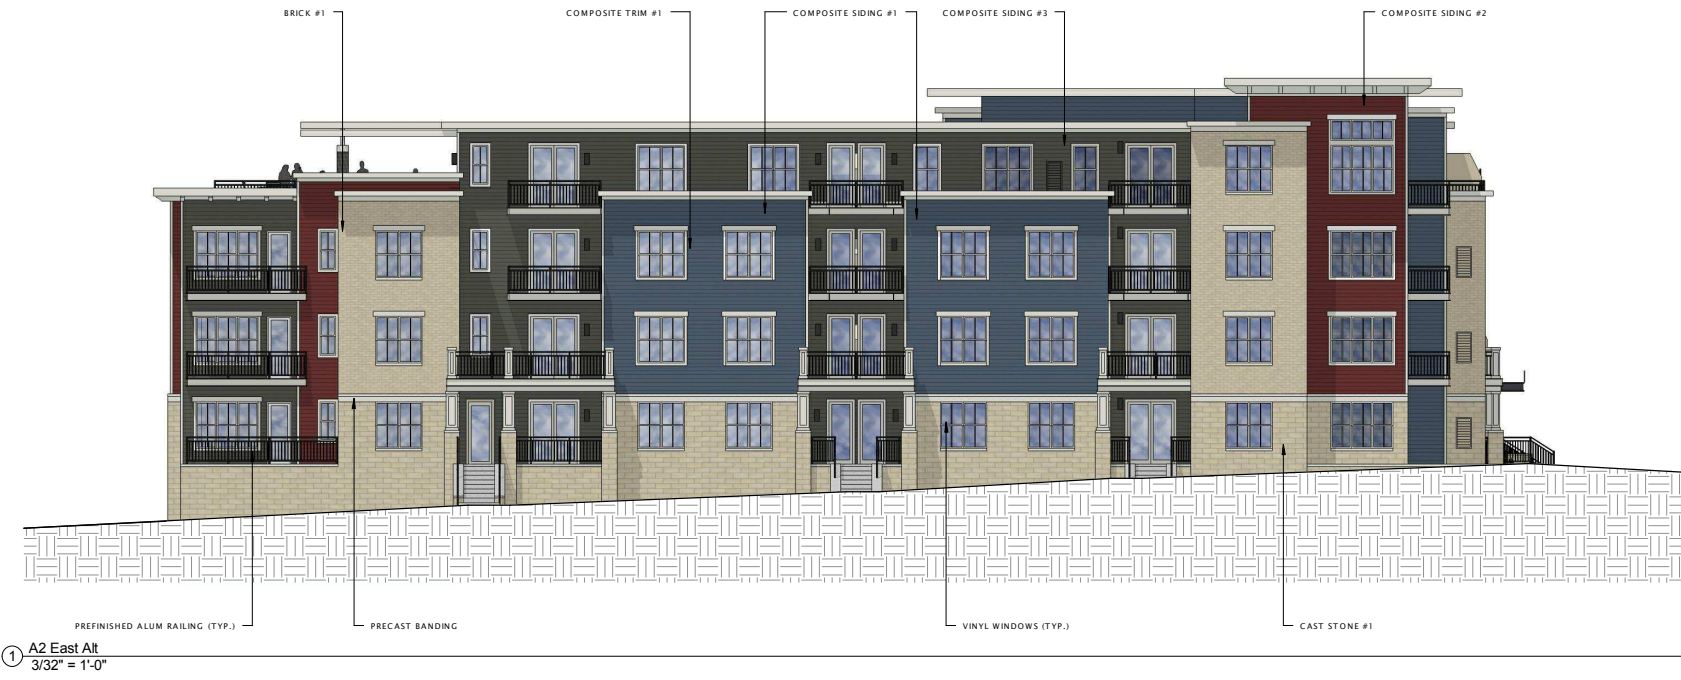 BRICK #1
COMPOSITE TRIM #1
COMPOSITE SIDING #1
COMPOSITE SIDING #3
COMPOSITE SIDING #2
PREFINISHED ALUM RAILING (TYP.)
PRECAST BANDING
VINYL WINDOWS (TYP.)
CAST STONE #1
1
A2 East Alt
3/32" = 1'-0"